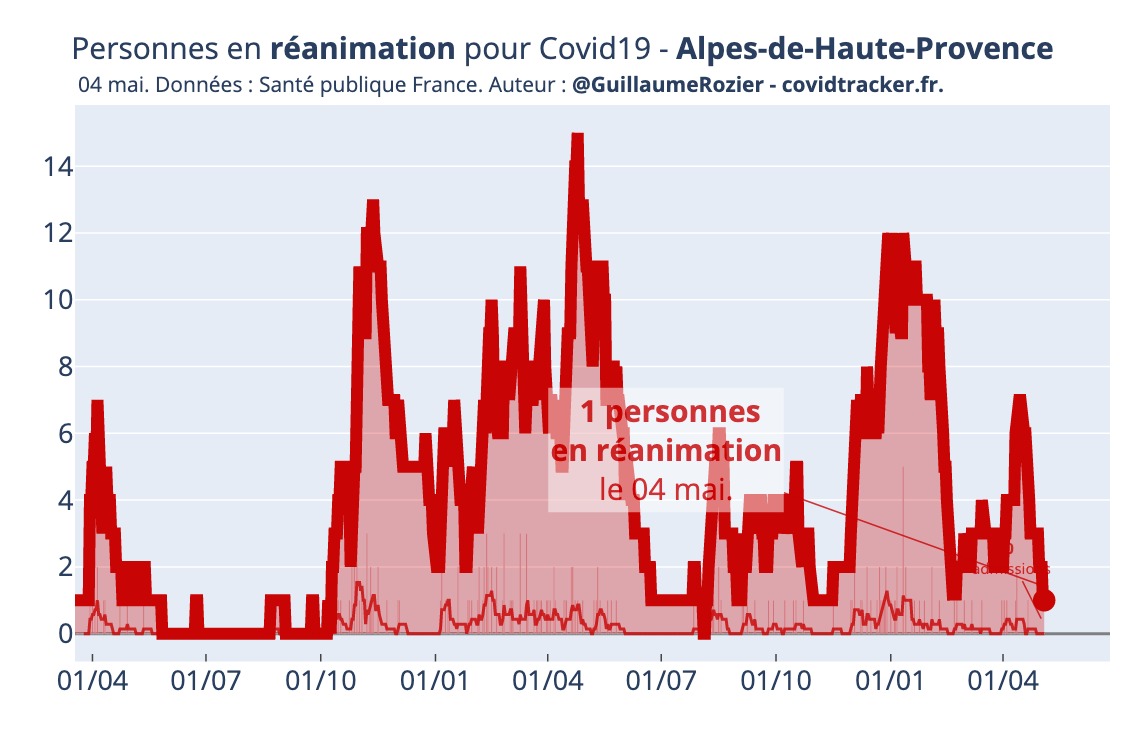 Personnes en réanimation pour Covid19 - Alpes-de-Haute-Provence
04 mai. Données : Santé publique France. Auteur : @GuillaumeRozier - covidtracker.fr.
14
12
10
8
6
4
2
0
1 personnes
en réanimation
le 04 mai.
admissions
01/04
01/07
01/10
01/01
01/04
01/07
01/10
01/01
01/04